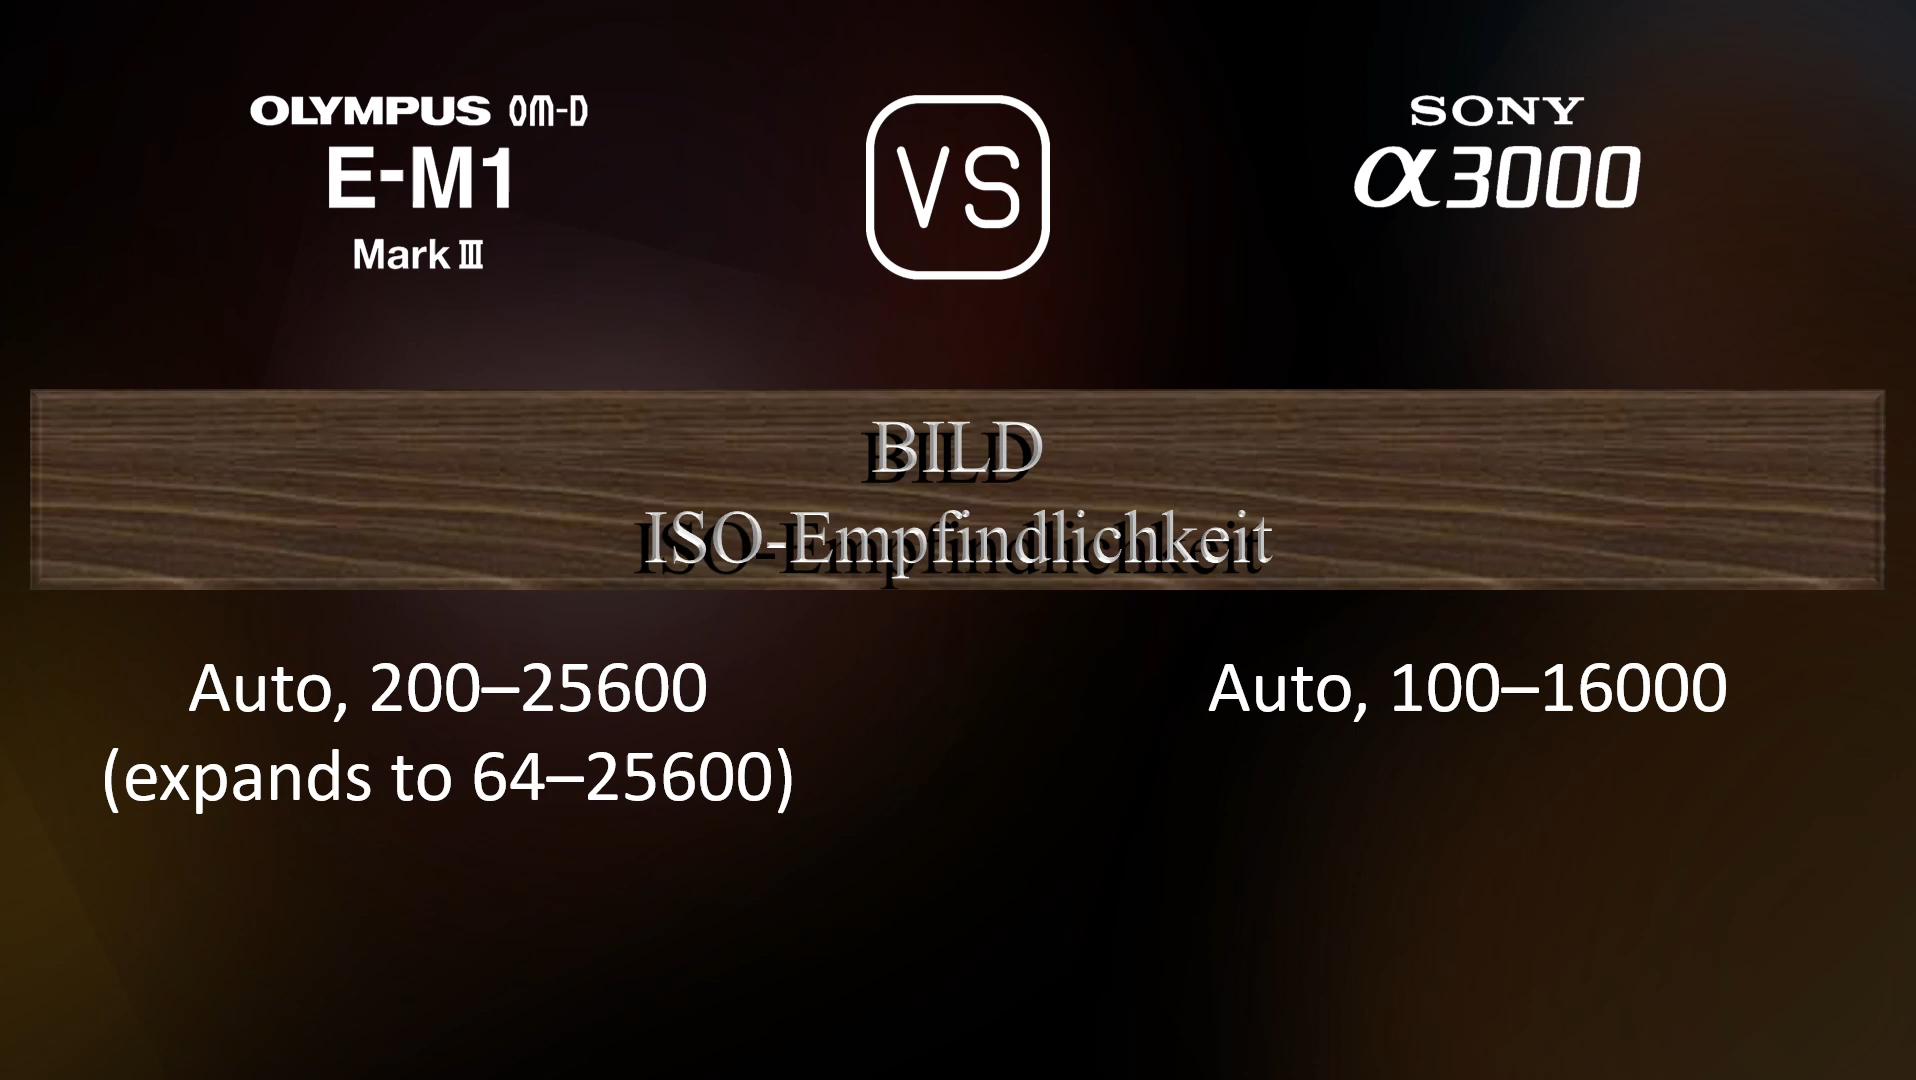 OLYMPUS OM-D
E-M1
Mark III
VS
SONY
α3000
BILD
ISO-Empfindlichkeit
Auto, 200–25600
(expands to 64–25600)
Auto, 100–16000